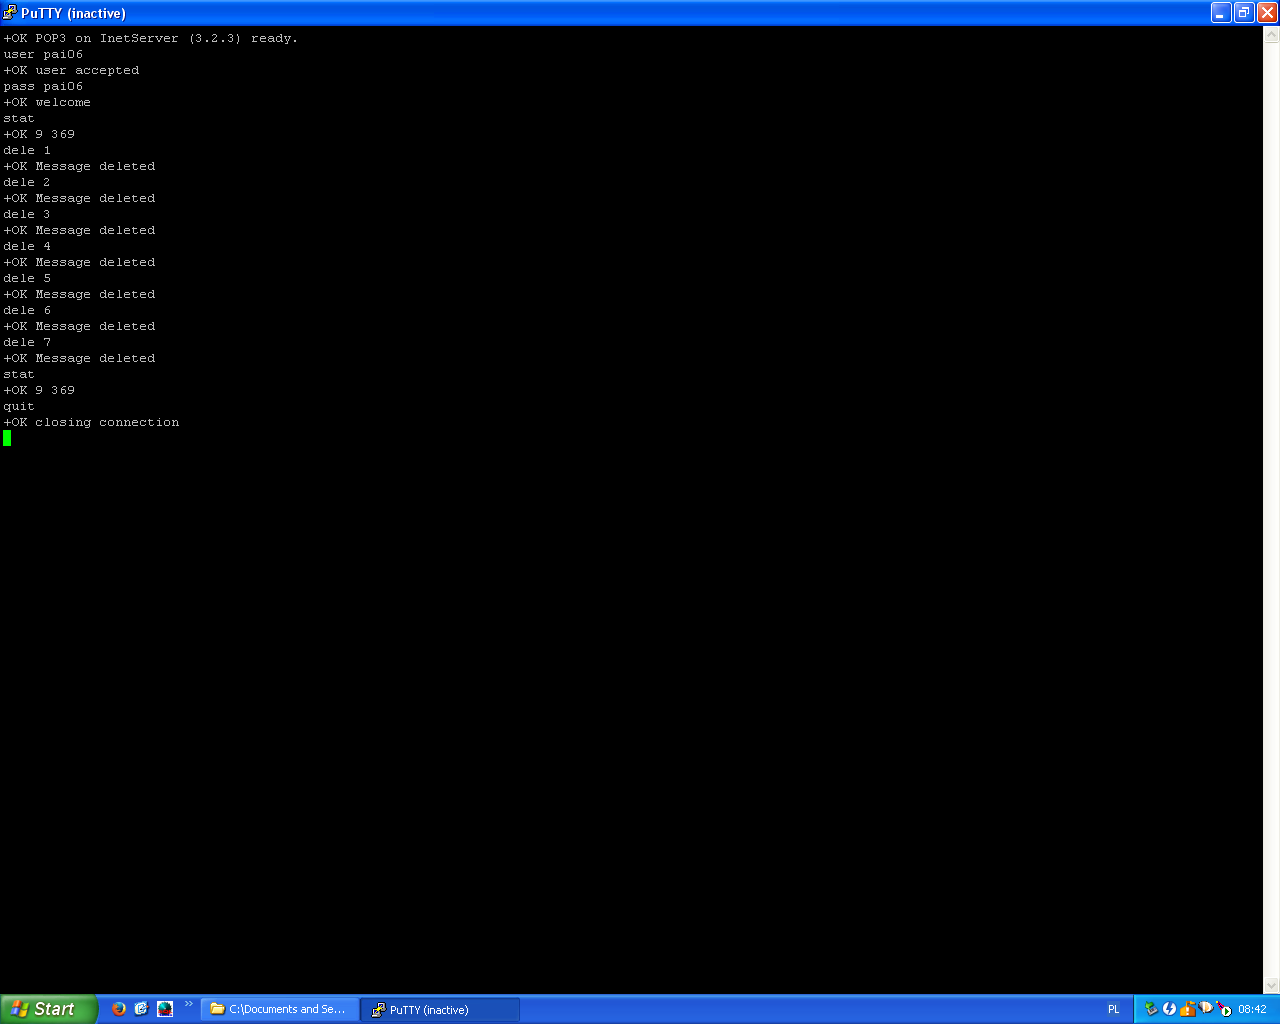 PuTTY (inactive)
+OK POP3 on InetServer (3.2.3) ready.
user pai06
+OK user accepted
pass pai06
+OK welcome
stat
+OK 9 369
dele 1
+OK Message deleted
dele 2
+OK Message deleted
dele 3
+OK Message deleted
dele 4
+OK Message deleted
dele 5
+OK Message deleted
dele 6
+OK Message deleted
dele 7
+OK Message deleted
stat
+OK 9 369
quit
+OK closing connection
Start
C:\Documents and Se...
PuTTY (inactive)
PL
08:42